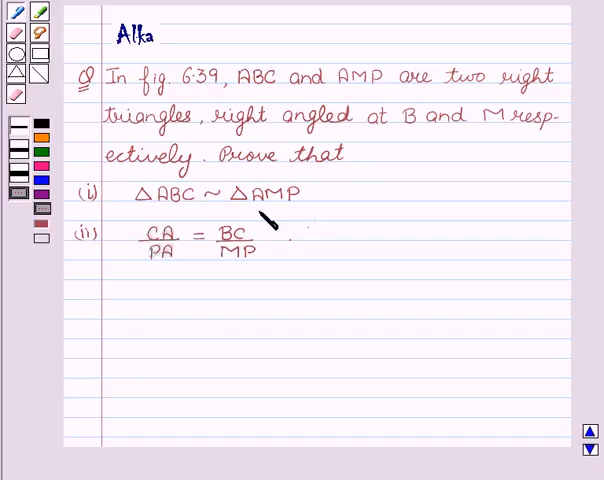 Alka
Q In fig. 6.39, ABC and AMP are two right
triangles, right angled at B and M resp-
ectively. Prove that
(i) △ABC ~ △AMP
(ii) CA/PA = BC/MP .